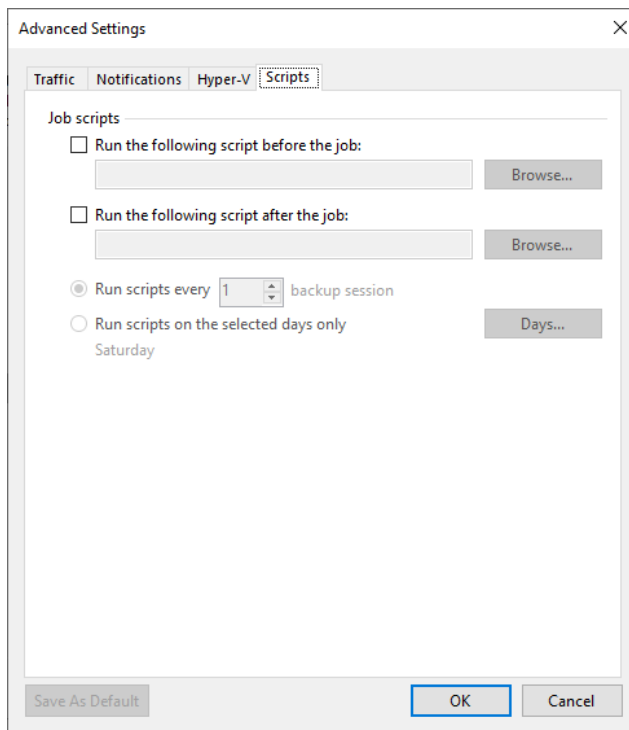 Advanced Settings
Traffic Notifications Hyper-V Scripts
Job scripts
Run the following script before the job:
Browse...
Run the following script after the job:
Browse...
Run scripts every 1 backup session
Run scripts on the selected days only Days...
Saturday
Save As Default OK Cancel